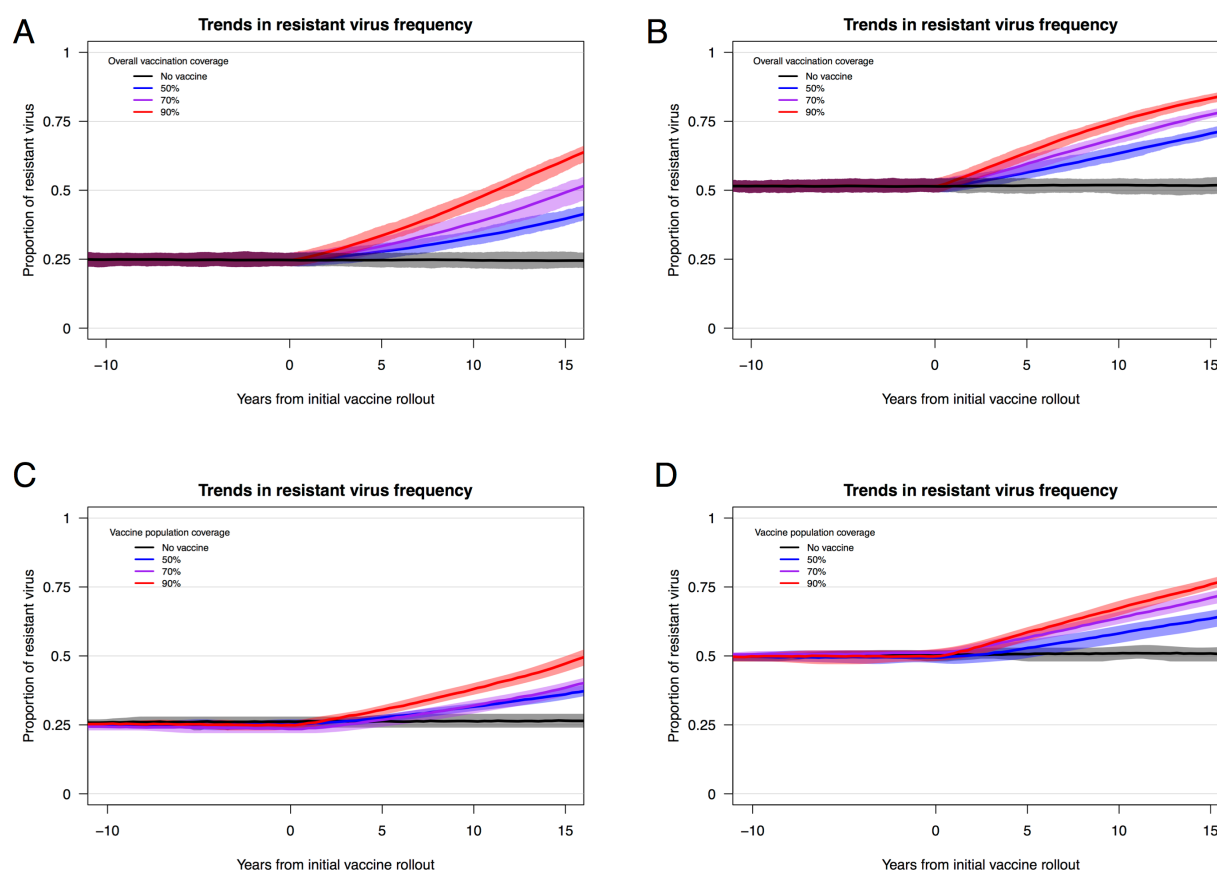 A
Trends in resistant virus frequency
Proportion of resistant virus
1
0.75
0.5
0.25
0
Overall vaccination coverage
No vaccine
50%
70%
90%
−10
0
5
10
15
Years from initial vaccine rollout
B
Trends in resistant virus frequency
Proportion of resistant virus
1
0.75
0.5
0.25
0
Overall vaccination coverage
No vaccine
50%
70%
90%
−10
0
5
10
15
Years from initial vaccine rollout
C
Trends in resistant virus frequency
Proportion of resistant virus
1
0.75
0.5
0.25
0
Vaccine population coverage
No vaccine
50%
70%
90%
−10
0
5
10
15
Years from initial vaccine rollout
D
Trends in resistant virus frequency
Proportion of resistant virus
1
0.75
0.5
0.25
0
Vaccine population coverage
No vaccine
50%
70%
90%
−10
0
5
10
15
Years from initial vaccine rollout